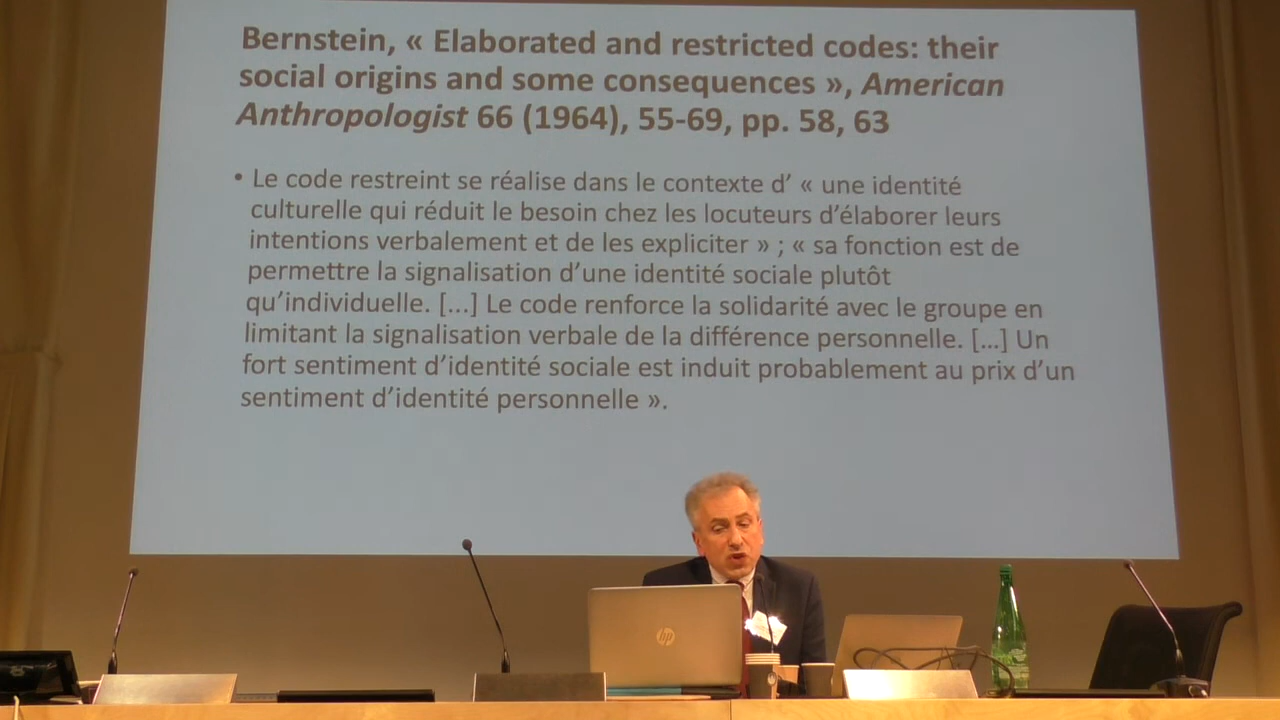 Bernstein, « Elaborated and restricted codes: their
social origins and some consequences », American
Anthropologist 66 (1964), 55-69, pp. 58, 63
• Le code restreint se réalise dans le contexte d’ « une identité
culturelle qui réduit le besoin chez les locuteurs d’élaborer leurs
intentions verbalement et de les expliciter » ; « sa fonction est de
permettre la signalisation d’une identité sociale plutôt
qu’individuelle. [...] Le code renforce la solidarité avec le groupe en
limitant la signalisation verbale de la différence personnelle. [...] Un
fort sentiment d’identité sociale est induit probablement au prix d’un
sentiment d’identité personnelle ».
hp